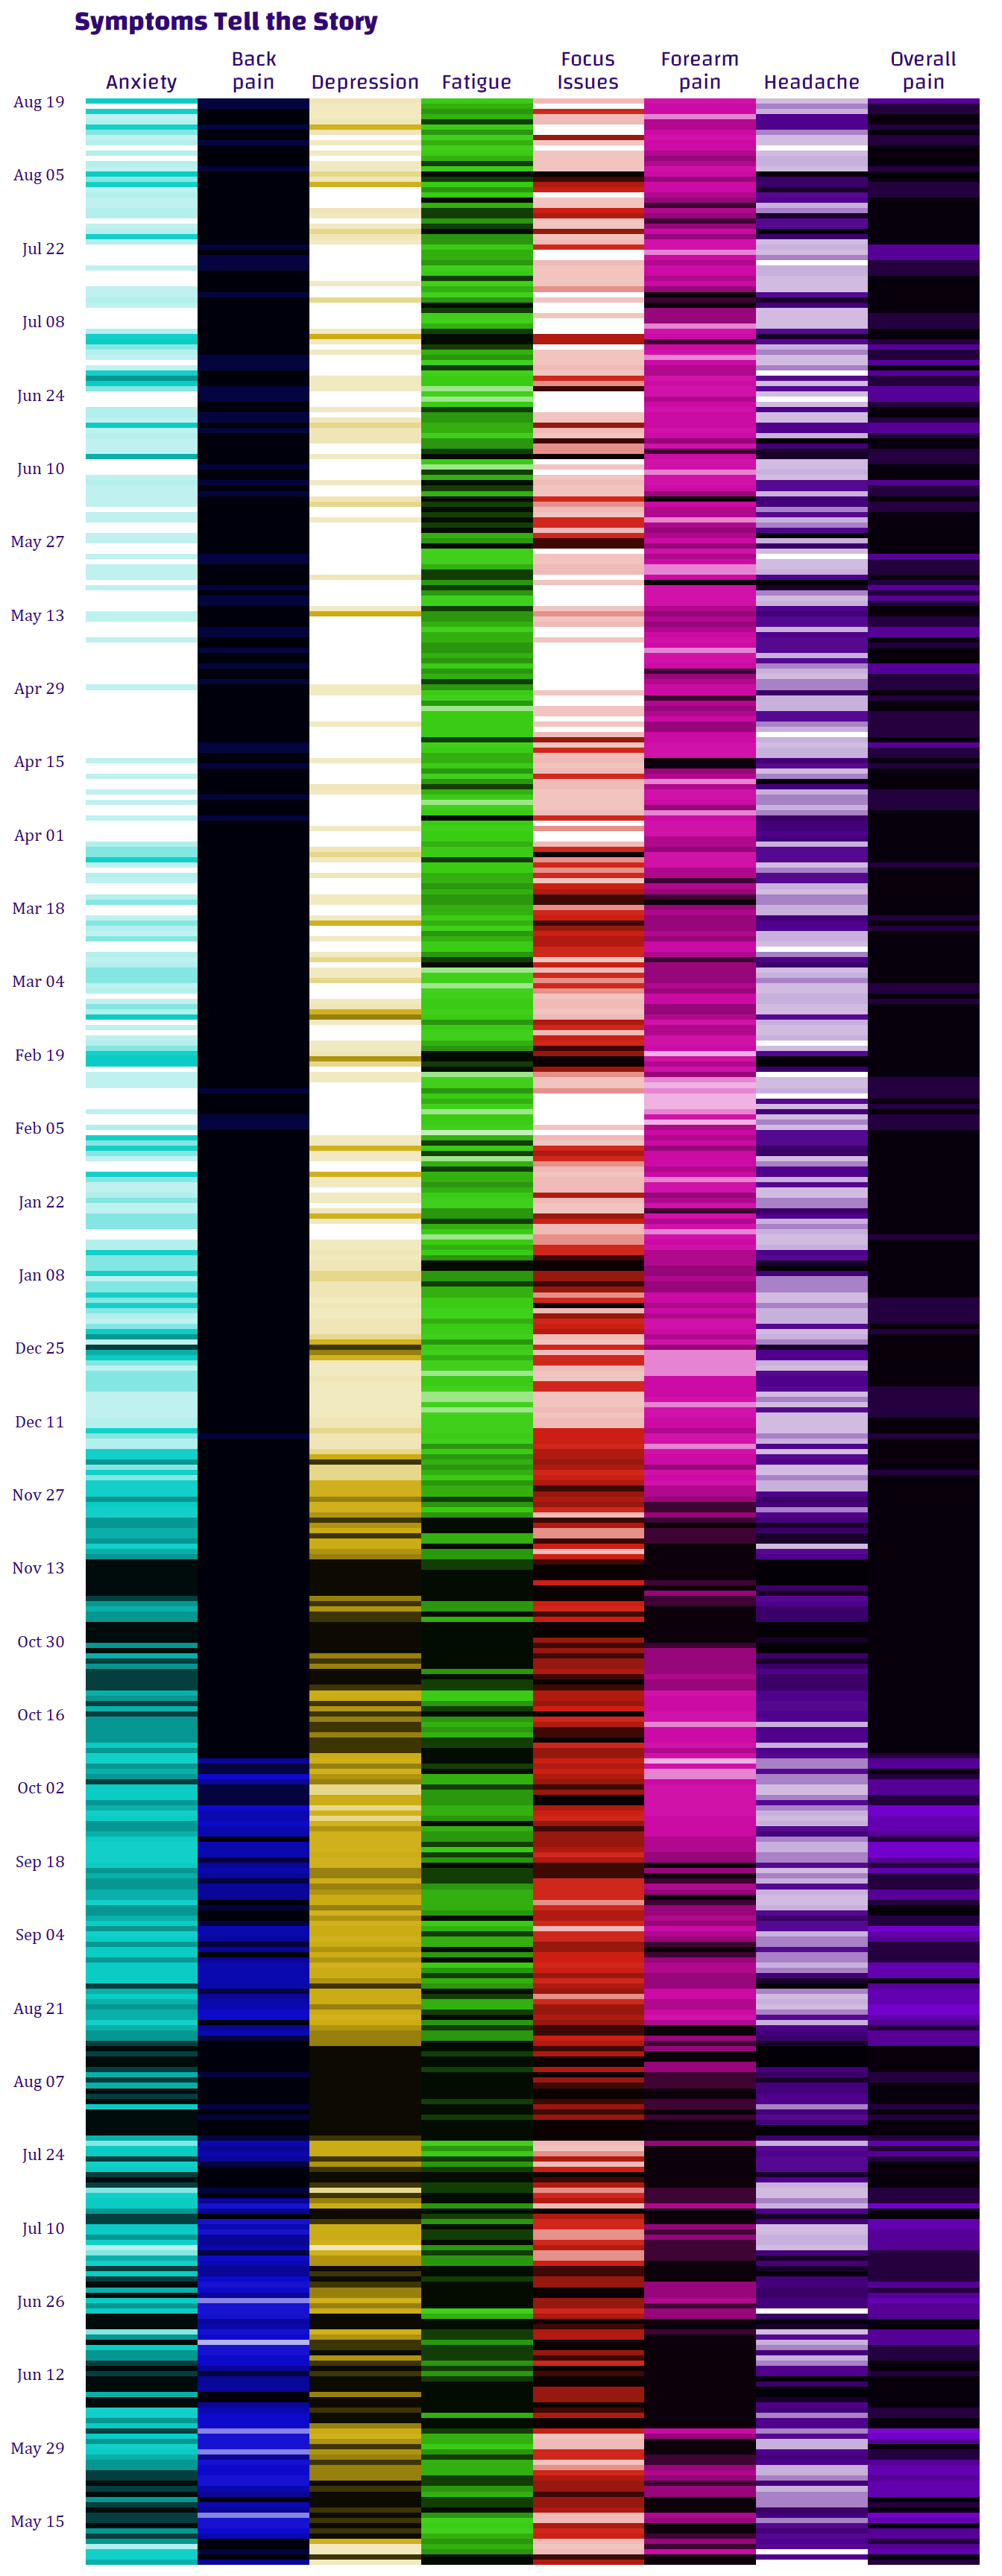 Symptoms Tell the Story
Anxiety
Back
pain
Depression
Fatigue
Focus
Issues
Forearm
pain
Headache
Overall
pain
Aug 19
Aug 05
Jul 22
Jul 08
Jun 24
Jun 10
May 27
May 13
Apr 29
Apr 15
Apr 01
Mar 18
Mar 04
Feb 19
Feb 05
Jan 22
Jan 08
Dec 25
Dec 11
Nov 27
Nov 13
Oct 30
Oct 16
Oct 02
Sep 18
Sep 04
Aug 21
Aug 07
Jul 24
Jul 10
Jun 26
Jun 12
May 29
May 15